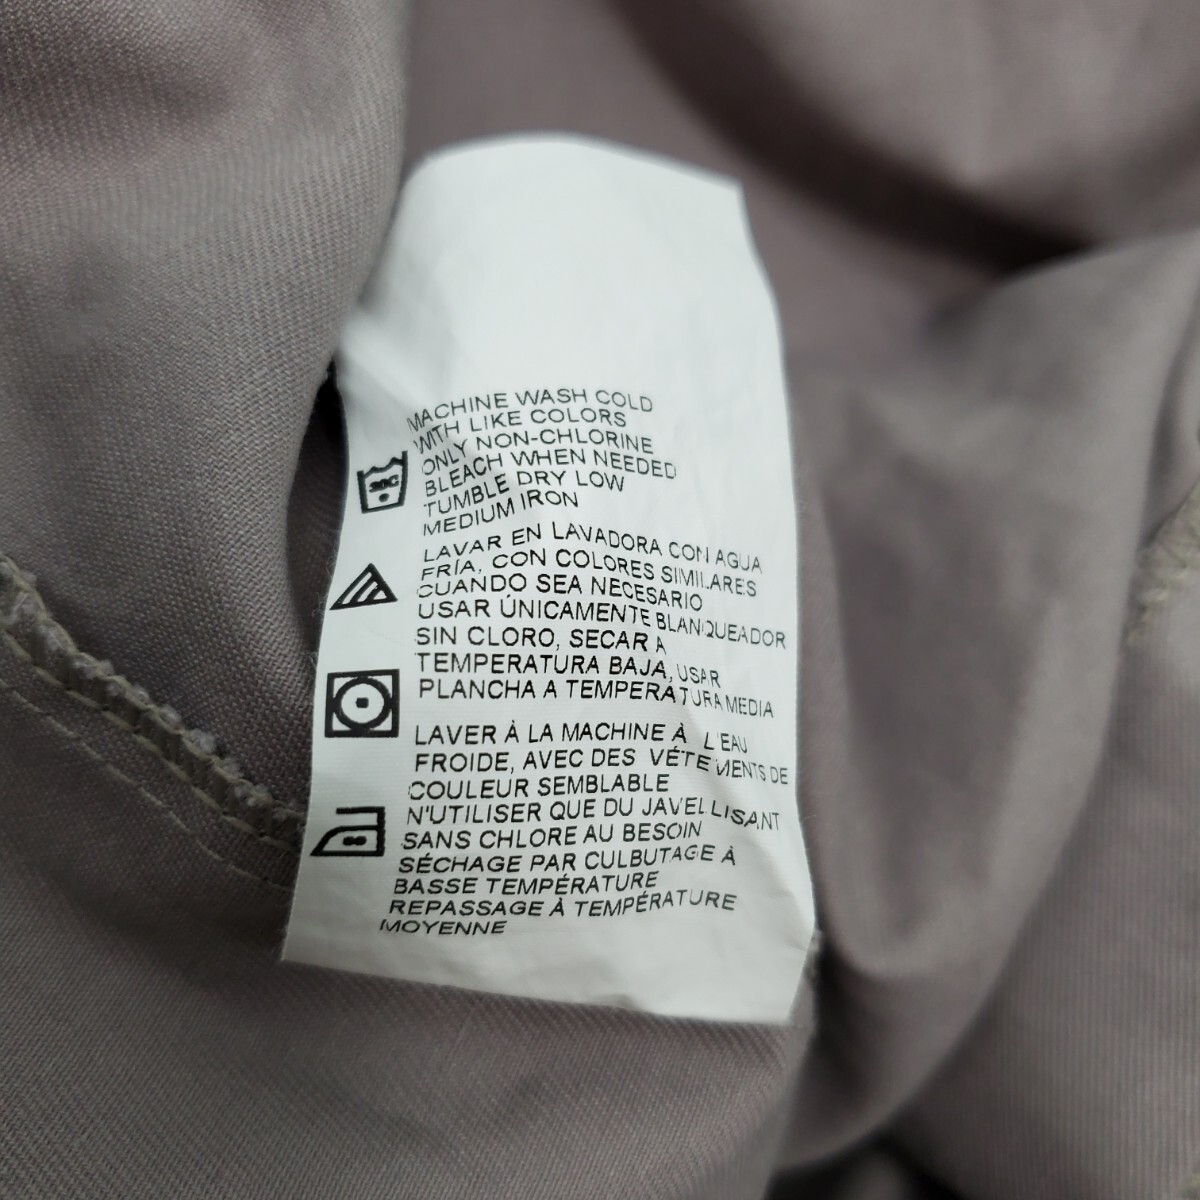 MACHINE WASH COLD
WITH LIKE COLORS
ONLY NON-CHLORINE
BLEACH WHEN NEEDED
TUMBLE DRY LOW
MEDIUM IRON
30C
LAVAR EN LAVADORA CON AGUA
FRÍA, CON COLORES SIMILARES
CUANDO SEA NECESARIO
USAR ÚNICAMENTE BLANQUEADOR
SIN CLORO, SECAR A
TEMPERATURA BAJA, USAR
PLANCHA A TEMPERATURA MEDIA
LAVER À LA MACHINE À L'EAU
FROIDE, AVEC DES VÉTEMENTS DE
COULEUR SEMBLABLE
N'UTILISER QUE DU JAVELLISANT
SANS CHLORE AU BESOIN
SÉCHAGE PAR CULBUTAGE À
BASSE TEMPÉRATURE
REPASSAGE À TEMPÉRATURE
MOYENNE